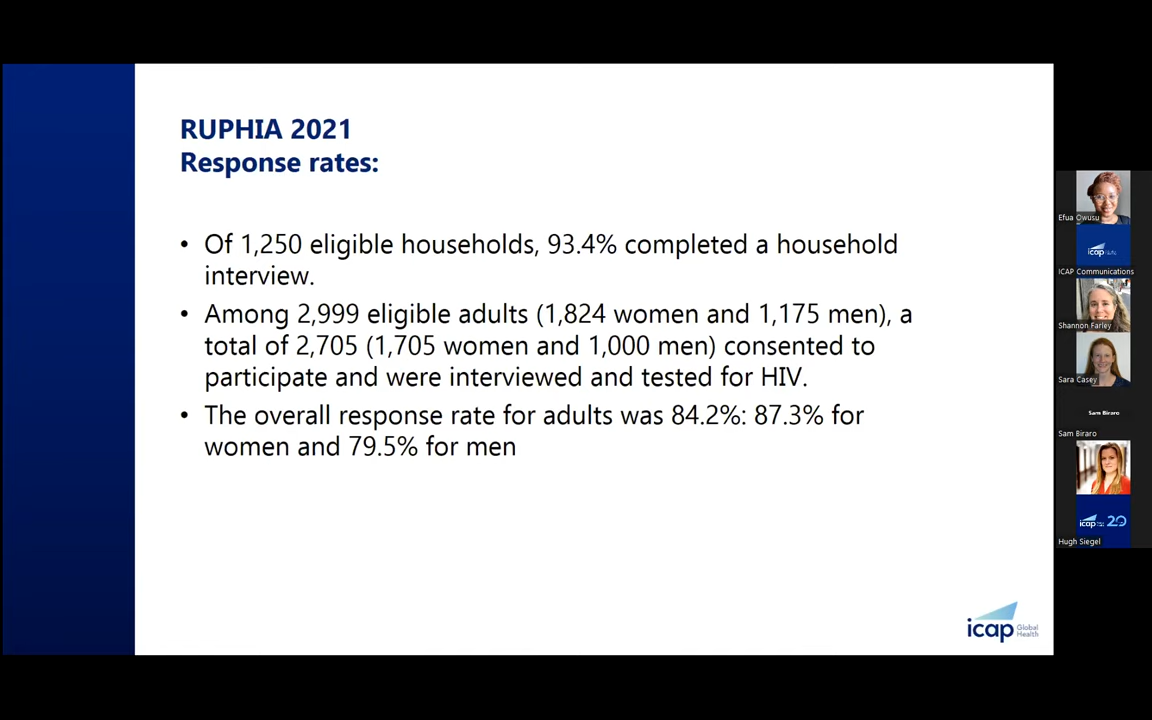 RUPHIA 2021
Response rates:
• Of 1,250 eligible households, 93.4% completed a household
interview.
• Among 2,999 eligible adults (1,824 women and 1,175 men), a
total of 2,705 (1,705 women and 1,000 men) consented to
participate and were interviewed and tested for HIV.
• The overall response rate for adults was 84.2%: 87.3% for
women and 79.5% for men
icap Global
Health
Efua Owusu
icap
ICAP Communications
Shannon Farley
Sara Casey
Sam Biraro
Sam Biraro
icap 20
Hugh Siegel